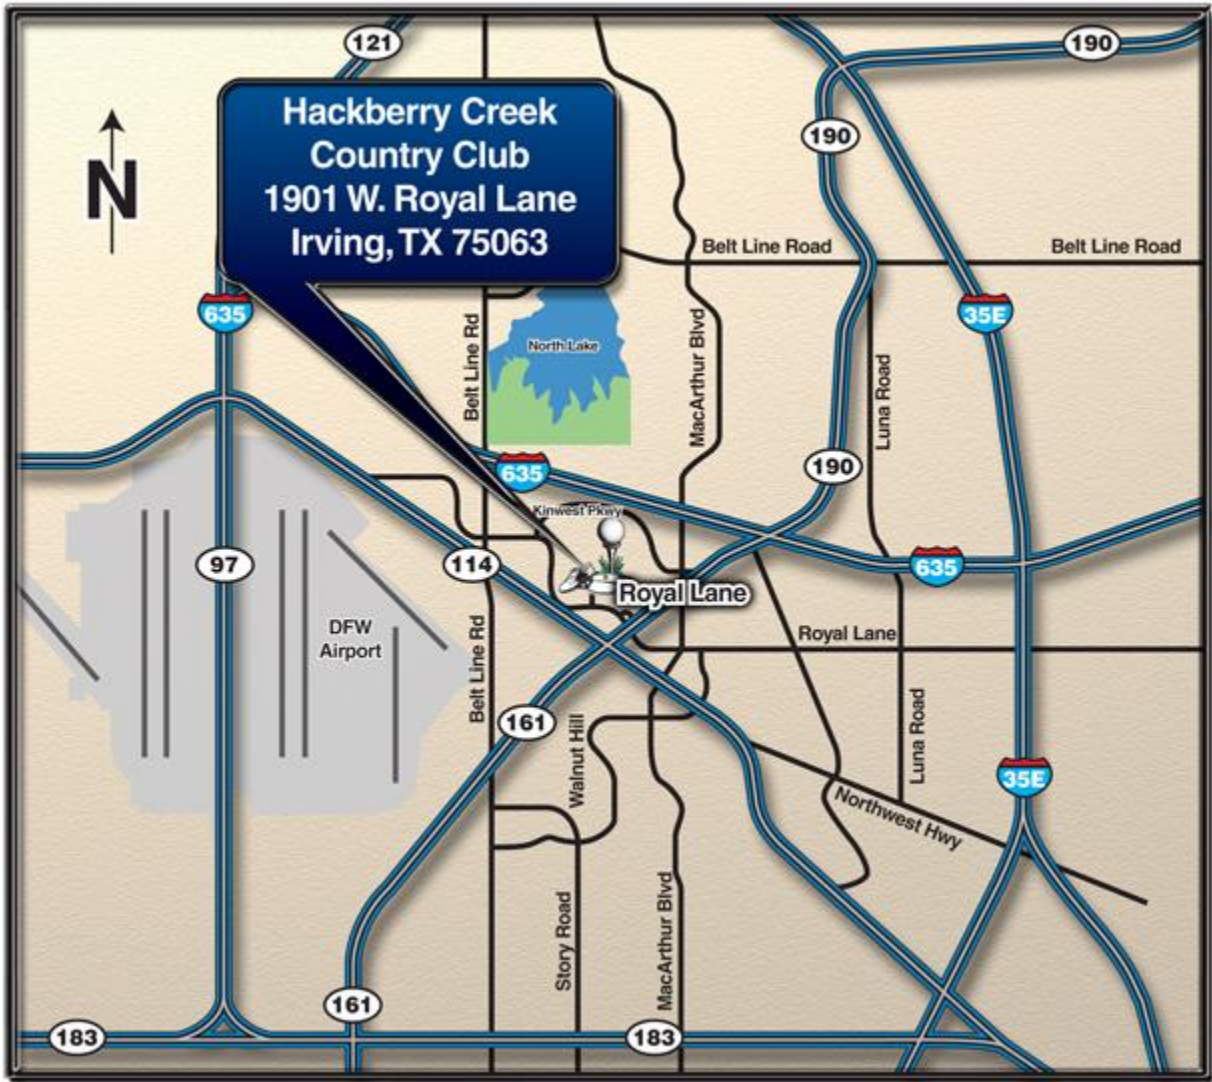 121
190
Hackberry Creek
Country Club
1901 W. Royal Lane
Irving, TX 75063
N
190
Belt Line Road
Belt Line Road
635
35E
Belt Line Rd
North Lake
MacArthur Blvd
Luna Road
635
190
Kinwest Pkwy
97
114
635
Royal Lane
DFW
Airport
Royal Lane
Belt Line Rd
161
Walnut Hill
Luna Road
35E
Northwest Hwy
Story Road
MacArthur Blvd
161
183
183